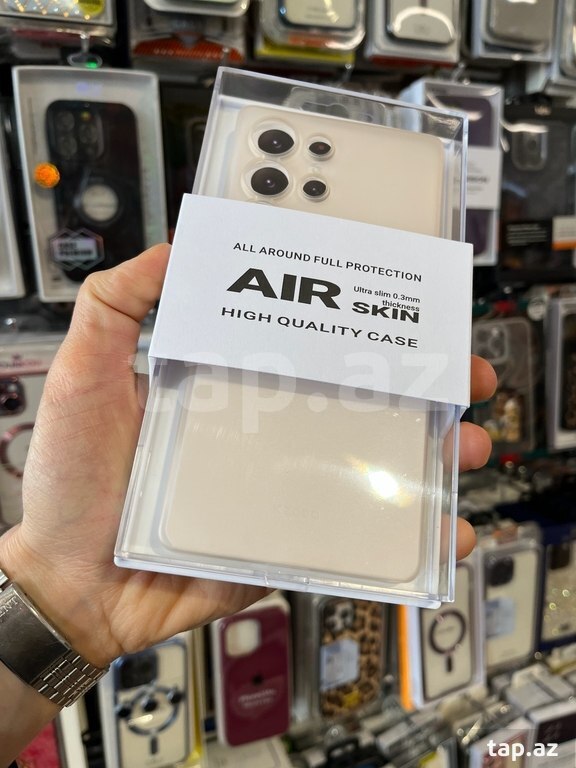 ALL AROUND FULL PROTECTION
AIR SKIN
Ultra slim 0.3mm
thickness
HIGH QUALITY CASE
tap.az
tap.az